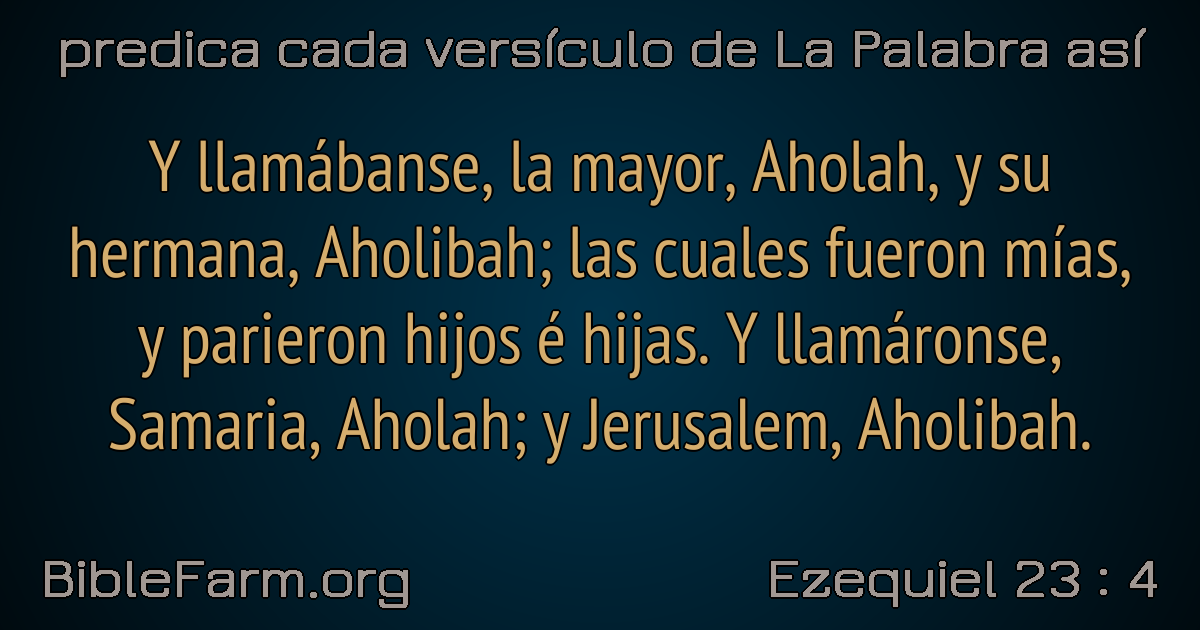 predica cada versículo de La Palabra así
Y llamábanse, la mayor, Aholah, y su
hermana, Aholibah; las cuales fueron mías,
y parieron hijos é hijas. Y llamáronse,
Samaria, Aholah; y Jerusalem, Aholibah.
BibleFarm.org
Ezequiel 23 : 4